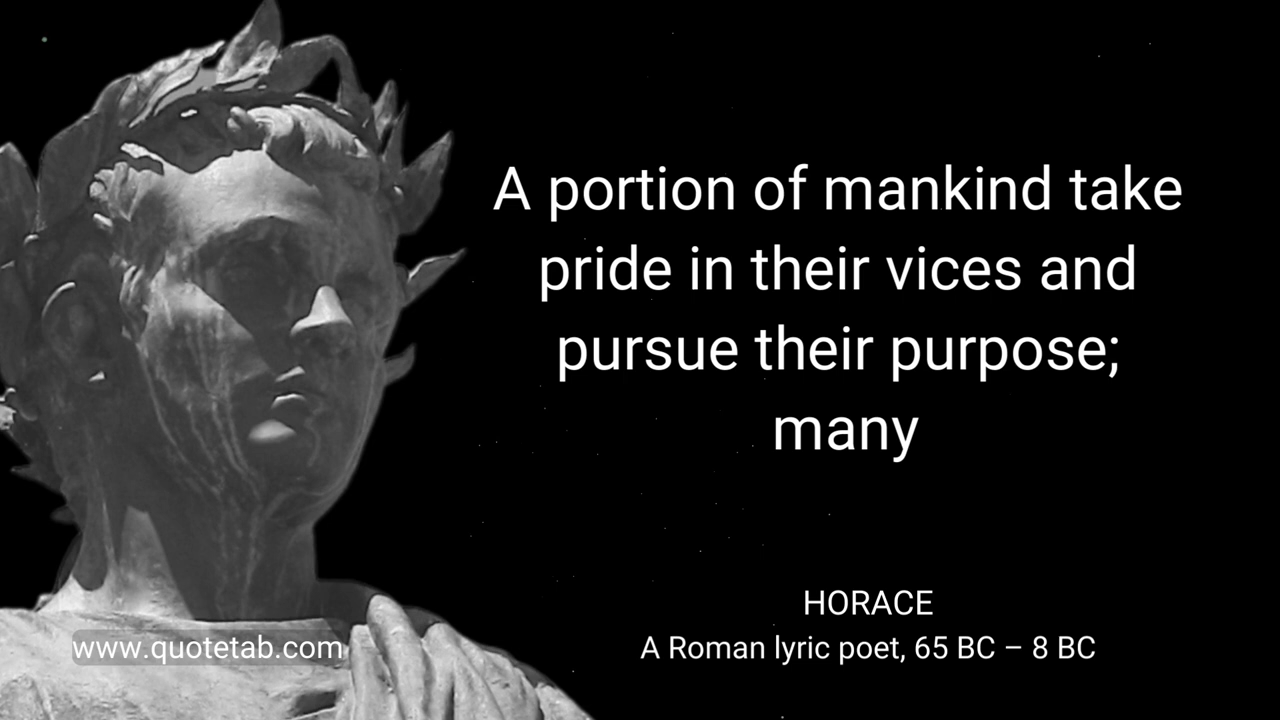 A portion of mankind take
pride in their vices and
pursue their purpose;
many
HORACE
A Roman lyric poet, 65 BC – 8 BC
www.quotetab.com